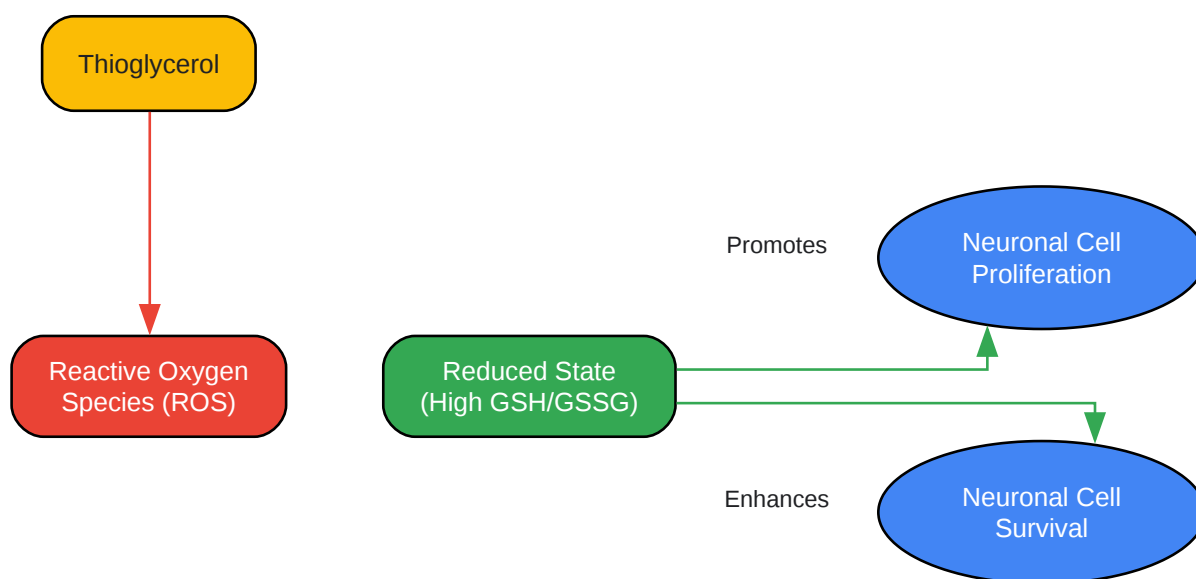 Thioglycerol
Promotes
Neuronal Cell
Proliferation
Reactive Oxygen
Species (ROS)
Reduced State
(High GSH/GSSG)
Enhances
Neuronal Cell
Survival